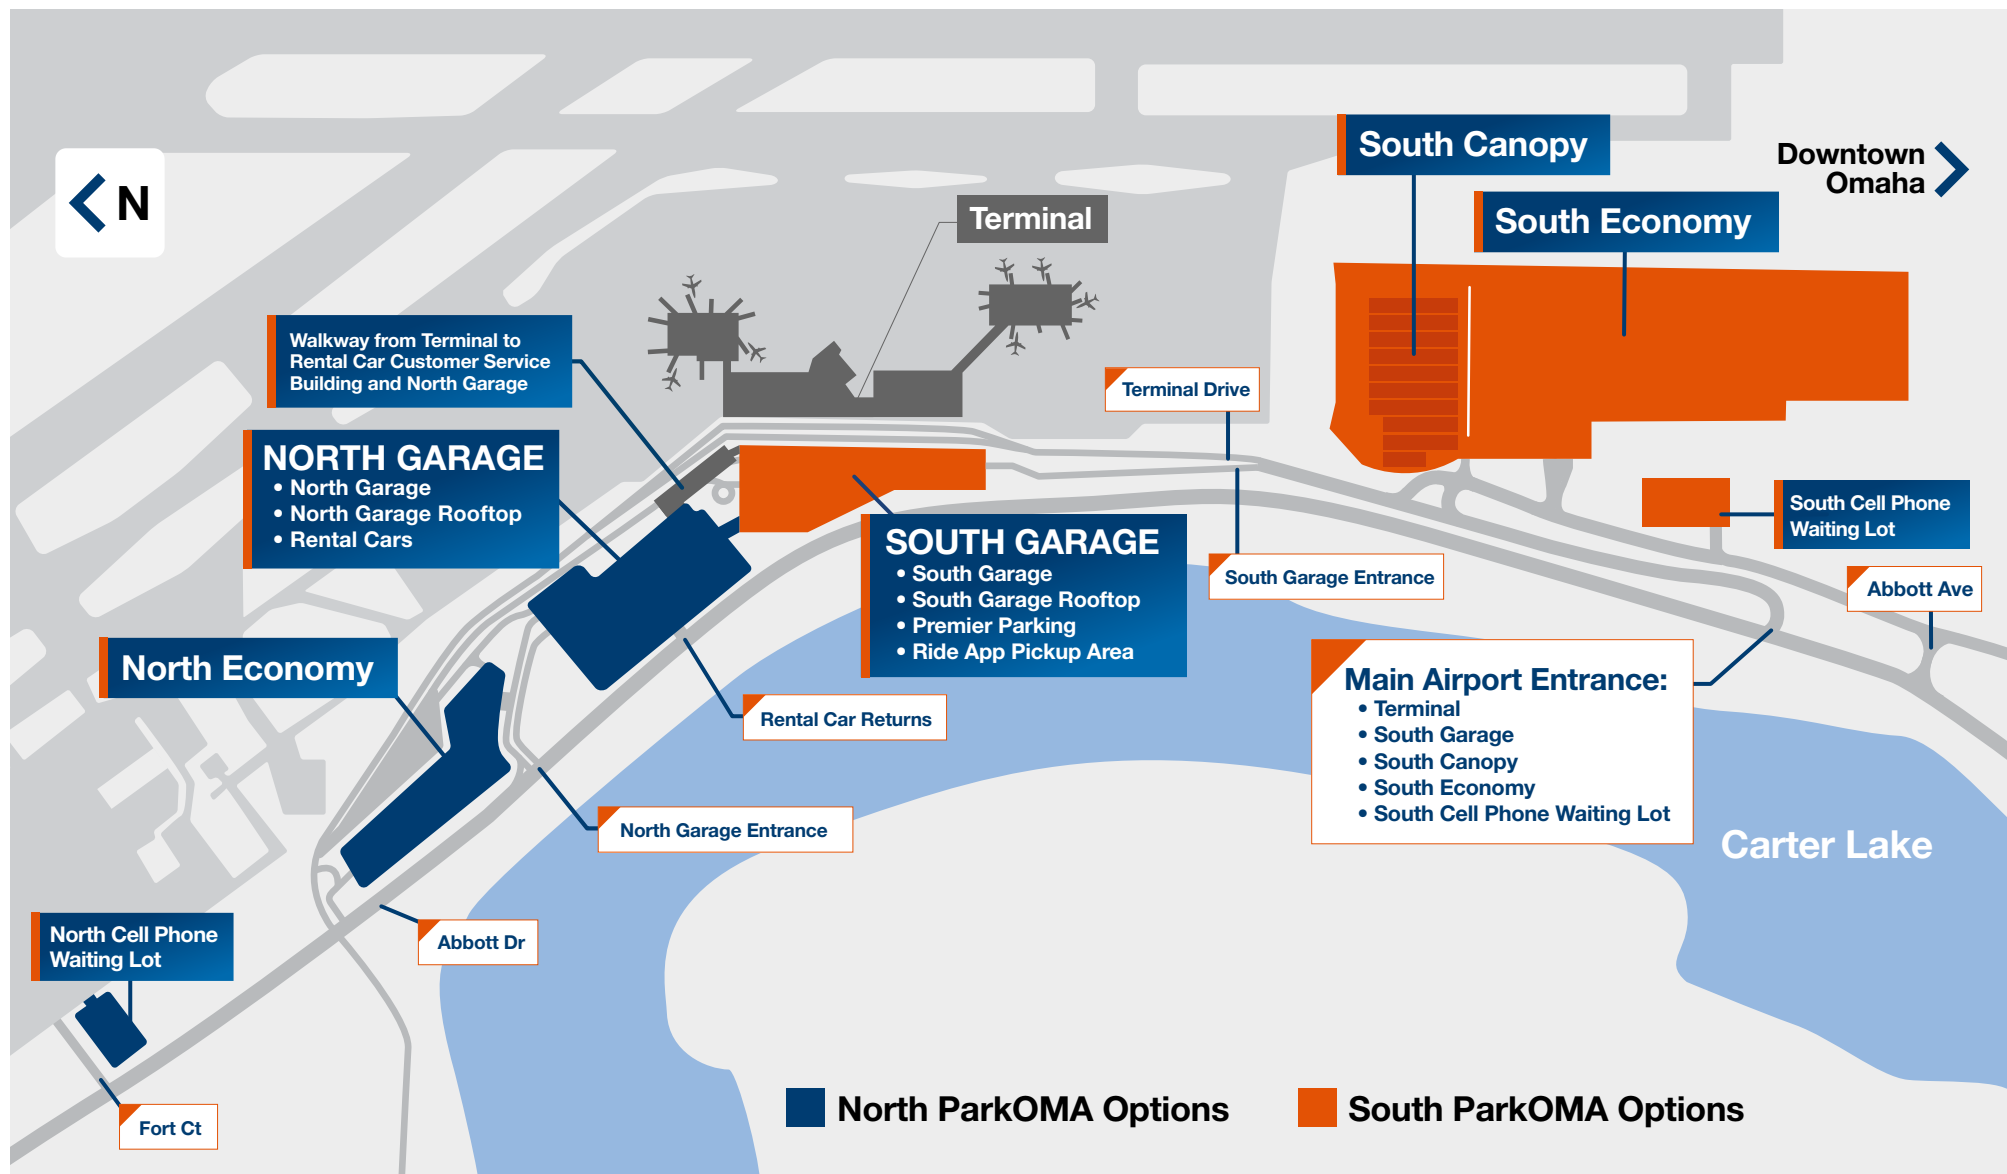 N
South Canopy
Downtown
Omaha
South Economy
Terminal
Walkway from Terminal to
Rental Car Customer Service
Building and North Garage
Terminal Drive
NORTH GARAGE
• North Garage
• North Garage Rooftop
• Rental Cars
South Cell Phone
Waiting Lot
SOUTH GARAGE
• South Garage
• South Garage Rooftop
• Premier Parking
• Ride App Pickup Area
South Garage Entrance
Abbott Ave
North Economy
Main Airport Entrance:
• Terminal
• South Garage
• South Canopy
• South Economy
• South Cell Phone Waiting Lot
Rental Car Returns
North Garage Entrance
Carter Lake
North Cell Phone
Waiting Lot
Abbott Dr
Fort Ct
North ParkOMA Options
South ParkOMA Options